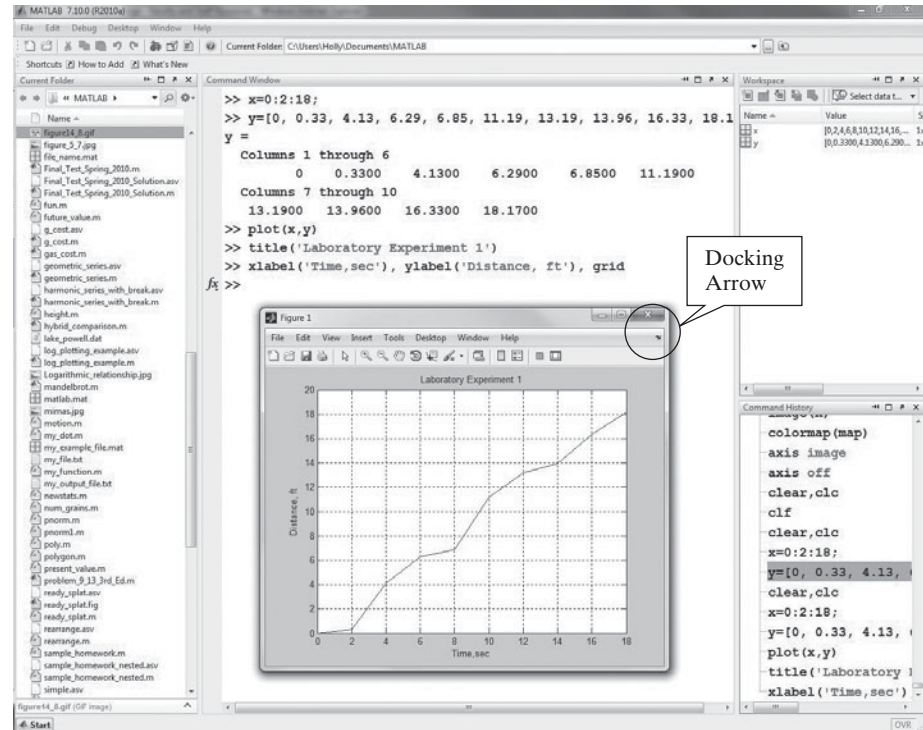 MATLAB 7.10.0 (R2010a)
File Edit Debug Desktop Window Help
Current Folder: C:\Users\Holly\Documents\MATLAB
Shortcuts How to Add What's New
Current Folder
« MATLAB
Name
figure14_8.gif
figure_5_7.jpg
file_name.mat
Final_Test_Spring_2010.m
Final_Test_Spring_2010_Solution.asv
Final_Test_Spring_2010_Solution.m
fun.m
future_value.m
g_cost.asv
g_cost.m
gas_cost.m
geometric_series.asv
geometric_series.m
harmonic_series_with_break.asv
harmonic_series_with_break.m
height.m
hybrid_comparison.m
lake_powell.dat
log_plotting_example.asv
log_plotting_example.m
Logarithmic_relationship.jpg
mandelbrot.m
matlab.mat
mimas.jpg
motion.m
my_dot.m
my_example_file.mat
my_file.txt
my_function.m
my_output_file.txt
newstats.m
num_grains.m
pnorm.m
pnorm1.m
poly.m
polygon.m
present_value.m
problem_9_13_3rd_Ed.m
ready_splat.asv
ready_splat.fig
ready_splat.m
rearrange.asv
rearrange.m
sample_homework.m
sample_homework_nested.asv
sample_homework_nested.m
simple.asv
figure14_8.gif (GIF image)
Start
Command Window
>> x=0:2:18;
>> y=[0, 0.33, 4.13, 6.29, 6.85, 11.19, 13.19, 13.96, 16.33, 18.1
y =
Columns 1 through 6
0 0.3300 4.1300 6.2900 6.8500 11.1900
Columns 7 through 10
13.1900 13.9600 16.3300 18.1700
>> plot(x,y)
>> title('Laboratory Experiment 1')
>> xlabel('Time,sec'), ylabel('Distance, ft'), grid
fx >>
Docking
Arrow
Figure 1
File Edit View Insert Tools Desktop Window Help
Laboratory Experiment 1
20
18
16
14
12
10
8
6
4
2
0
Distance, ft
0 2 4 6 8 10 12 14 16 18
Time,sec
Workspace
Select data t...
Name Value S
x [0,2,4,6,8,10,12,14,16,... 1x
y [0,0.3300,4.1300,6.290... 1x
Command History
image(X)
colormap(map)
axis image
axis off
clear,clc
clf
clear,clc
x=0:2:18;
y=[0, 0.33, 4.13,
clear,clc
x=0:2:18;
y=[0, 0.33, 4.13,
plot(x,y)
title('Laboratory
xlabel('Time,sec')
OVR